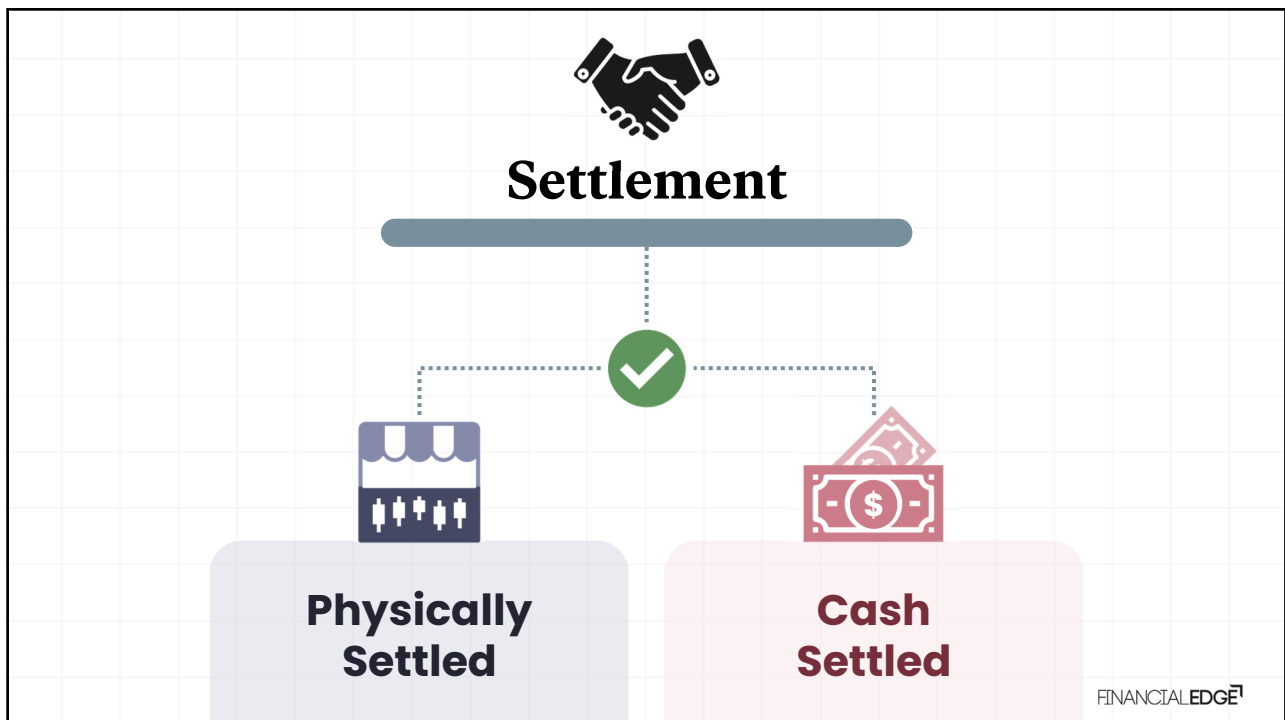 Settlement
$
Physically
Settled
Cash
Settled
FINANCIALEDGE